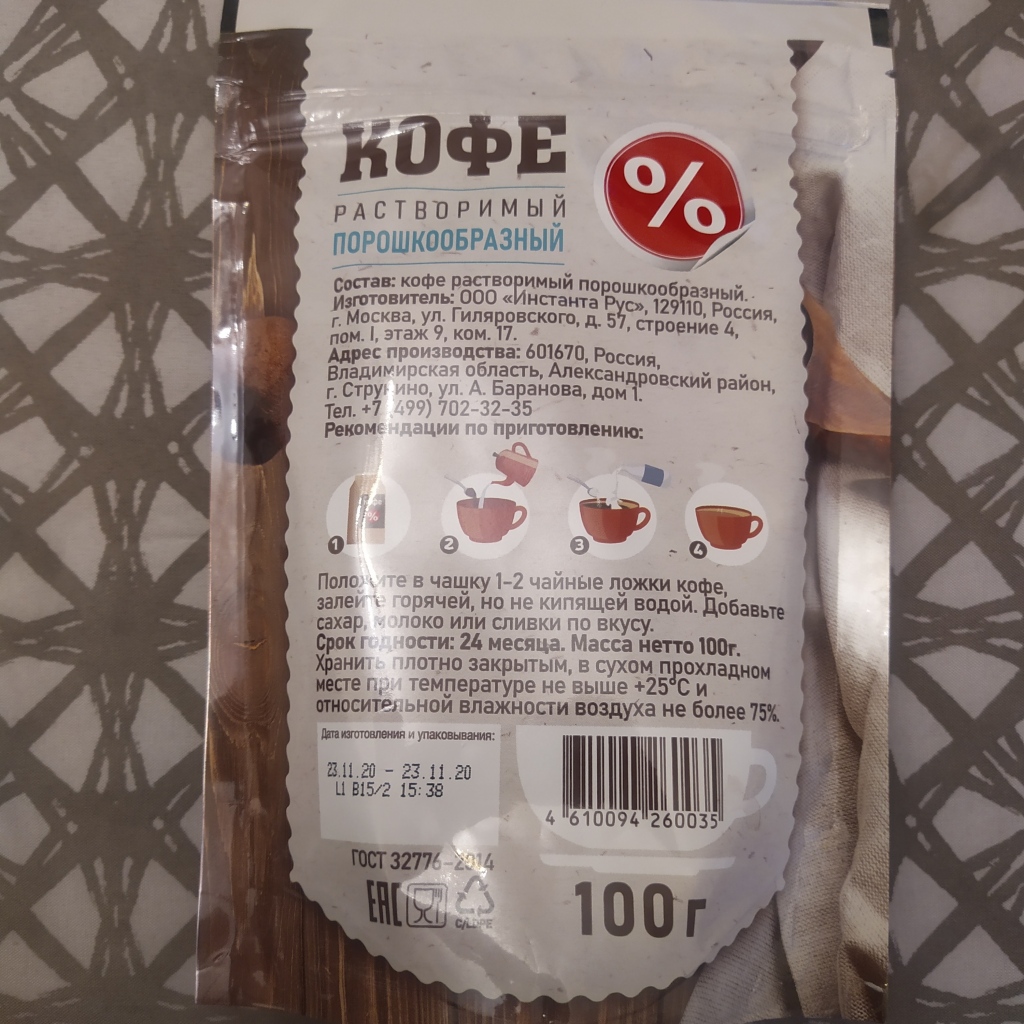 КОФЕ
%
РАСТВОРИМЫЙ
ПОРОШКООБРАЗНЫЙ
Состав: кофе растворимый порошкообразный.
Изготовитель: ООО «Инстанта Рус», 129110, Россия,
г. Москва, ул. Гиляровского, д. 57, строение 4,
пом. I, этаж 9, ком. 17.
Адрес производства: 601670, Россия,
Владимирская область, Александровский район,
г. Струнино, ул. А. Баранова, дом 1.
Тел. +7 (499) 702-32-35
Рекомендации по приготовлению:
%
1 2 3 4
Положите в чашку 1-2 чайные ложки кофе,
залейте горячей, но не кипящей водой. Добавьте
сахар, молоко или сливки по вкусу.
Срок годности: 24 месяца. Масса нетто 100г.
Хранить плотно закрытым, в сухом прохладном
месте при температуре не выше +25°С и
относительной влажности воздуха не более 75%.
Дата изготовления и упаковывания:
23.11.20 - 23.11.20
L1 B15/2 15:38
4 610094 260035
ГОСТ 32776-2014
EAC
C/LDPE
100г